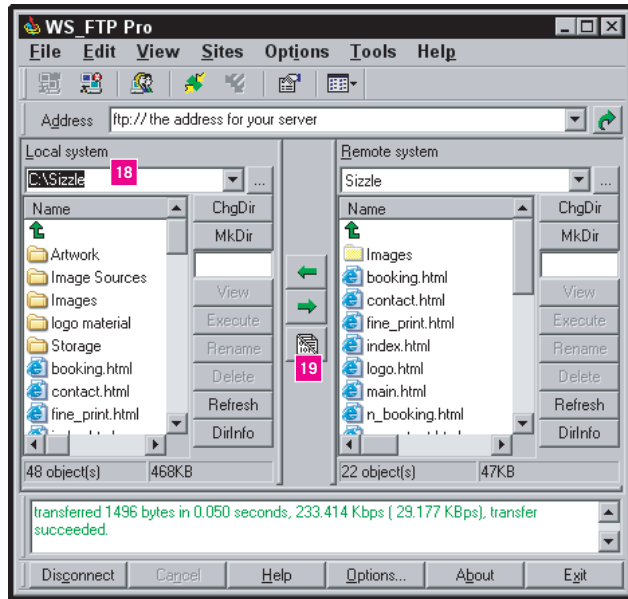 WS_FTP Pro
File Edit View Sites Options Tools Help
Address ftp:// the address for your server
Local system
C:\Sizzle
18
...
Name
Artwork
Image Sources
Images
logo material
Storage
booking.html
contact.html
fine_print.html
ChgDir
MkDir
View
Execute
Rename
Delete
Refresh
DirInfo
48 object(s) 468KB
19
Remote system
Sizzle
...
Name
Images
booking.html
contact.html
fine_print.html
index.html
logo.html
main.html
n_booking.html
ChgDir
MkDir
View
Execute
Rename
Delete
Refresh
DirInfo
22 object(s) 47KB
transferred 1496 bytes in 0.050 seconds, 233.414 Kbps ( 29.177 KBps), transfer
succeeded.
Disconnect Cancel Help Options... About Exit